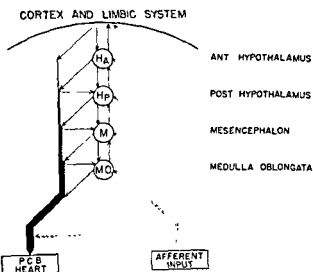 CORTEX AND LIMBIC SYSTEM
HA ANT HYPOTHALAMUS
HP POST HYPOTHALAMUS
M MESENCEPHALON
MO MEDULLA OBLONGATA
PCB
HEART
AFFERENT
INPUT